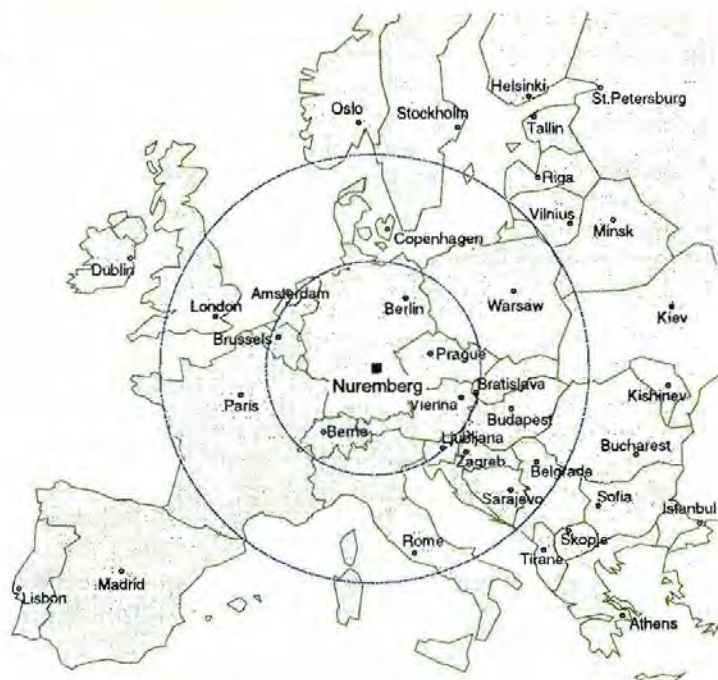 Helsinki
St.Petersburg
Oslo
Stockholm
Tallin
Riga
Vilnius
Minsk
Copenhagen
Dublin
Amsterdam
London
Berlin
Warsaw
Kiev
Brussels
Prague
Nuremberg
Bratislava
Kishinev
Paris
Vienna
Budapest
Berne
Ljubljana
Bucharest
Zagreb
Belgrade
Sarajevo
Sofia
Istanbul
Rome
Skopje
Tirane
Madrid
Lisbon
Athens